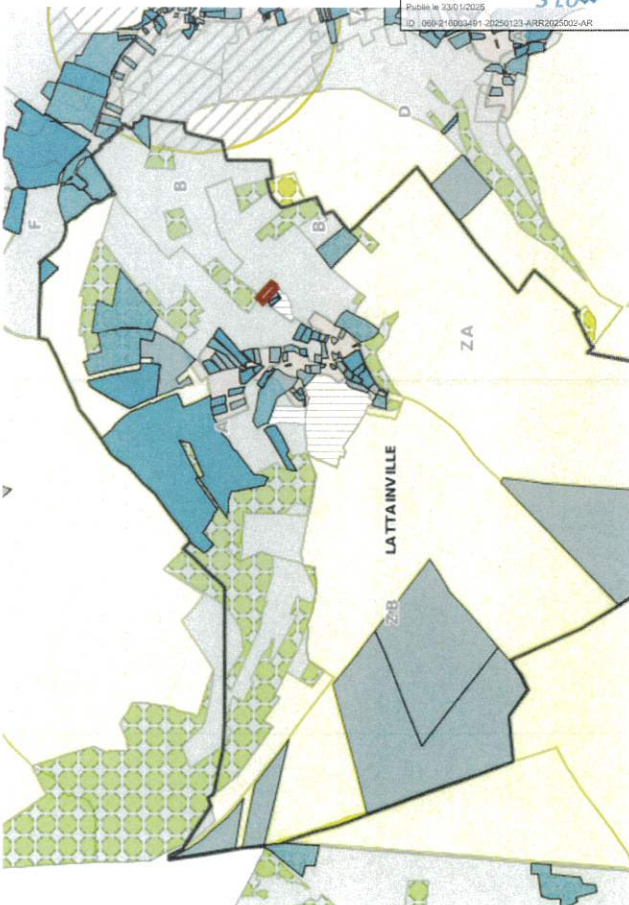 Publié le 23/01/2025
ID : 060-216003491-20250123-ARR2025002-AR
F
B
D
B
A
ZA
LATTAINVILLE
ZB